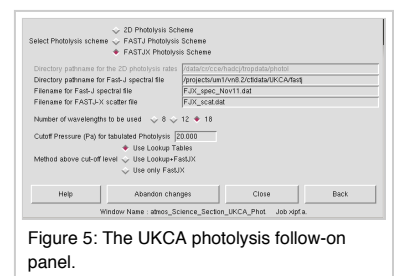 2D Photolysis Scheme
Select Photolysis scheme FASTJ Photolysis Scheme
FASTJX Photolysis Scheme
Directory pathname for the 2D photolysis rates /data/cr/cce/hadcj/tropdata/photol
Directory pathname for Fast-J spectral file /projects/um1/vn8.2/ctldata/UKCA/fastj
Filename for Fast-J spectral file FJX_spec_Nov11.dat
Filename for FASTJ-X scatter file FJX_scat.dat
Number of wavelengths to be used 8 12 18
Cutoff Pressure (Pa) for tabulated Photolysis 20.000
Use Lookup Tables
Method above cut-off level Use Lookup+FastJX
Use only FastJX
Help Abandon changes Close Back
Window Name : atmos_Science_Section_UKCA_Phot. Job xipf.a.
Figure 5: The UKCA photolysis follow-on
panel.